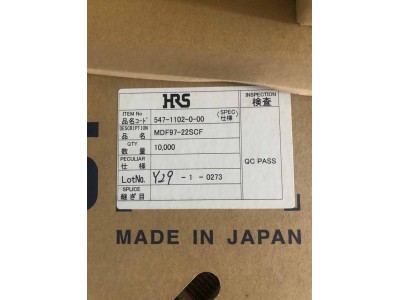 HRS
INSPECTION
検査
ITEM No
品名コード 547-1102-0-00 (SPEC 仕様)
DESCRIPTION
品名 MDF97-22SCF
QTY
数量 10,000
PECULIAR
仕様
QC PASS
LotNo. Y29 -1-0273
SPLICE
継ぎ目
MADE IN JAPAN